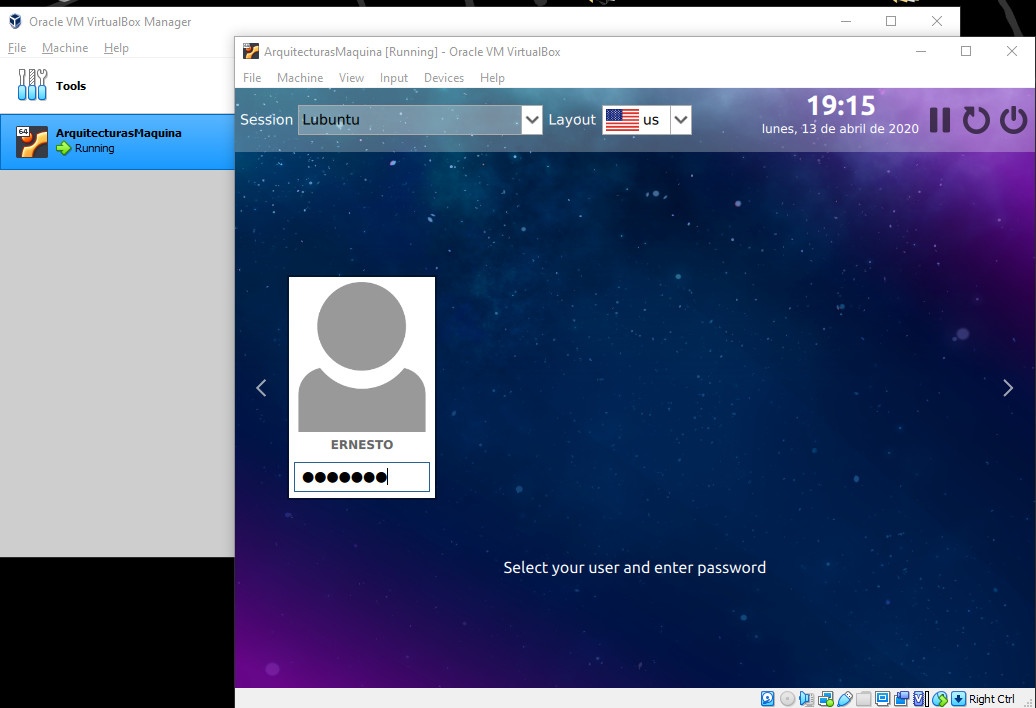 Oracle VM VirtualBox Manager
File Machine Help
Tools
64
ArquitecturasMaquina
Running
ArquitecturasMaquina [Running] - Oracle VM VirtualBox
File Machine View Input Devices Help
Session Lubuntu Layout us
19:15
lunes, 13 de abril de 2020
ERNESTO
Select your user and enter password
Right Ctrl